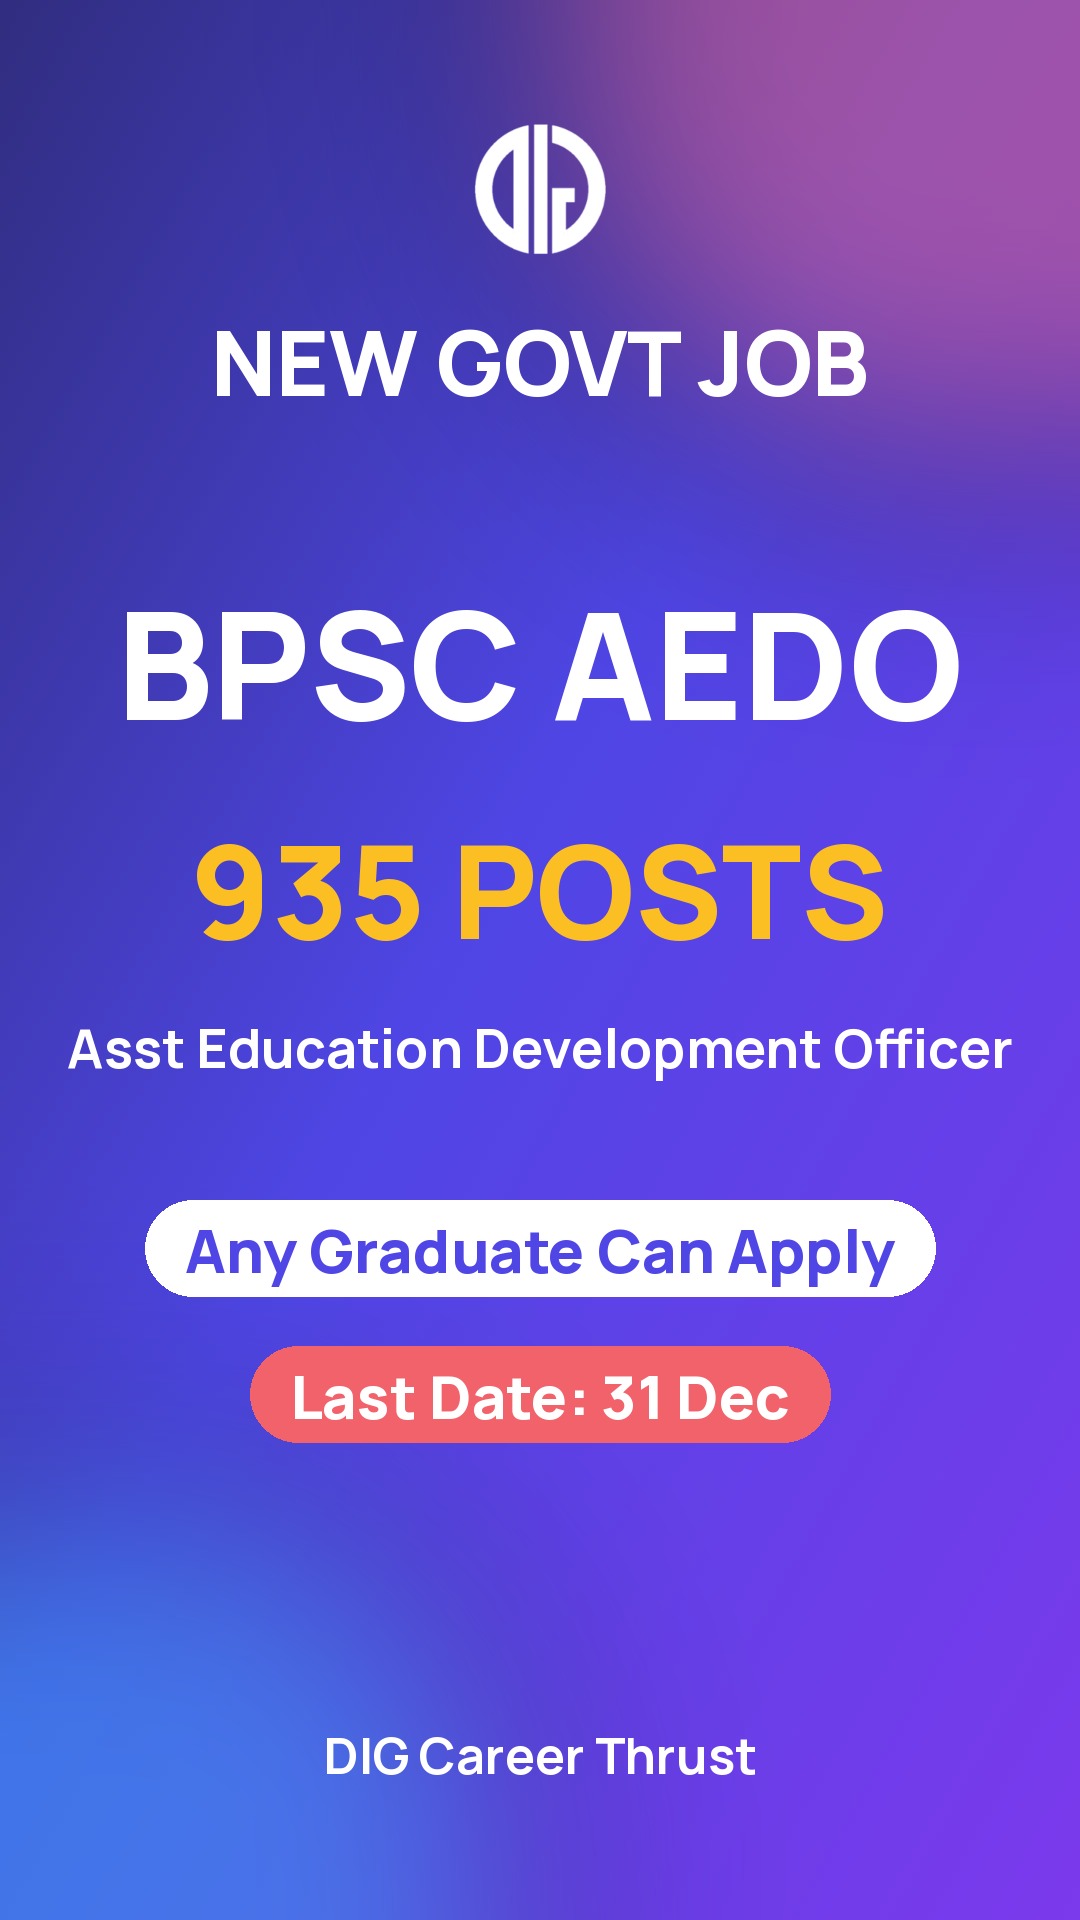 DIG
NEW GOVT JOB
BPSC AEDO
935 POSTS
Asst Education Development Officer
Any Graduate Can Apply
Last Date: 31 Dec
DIG Career Thrust